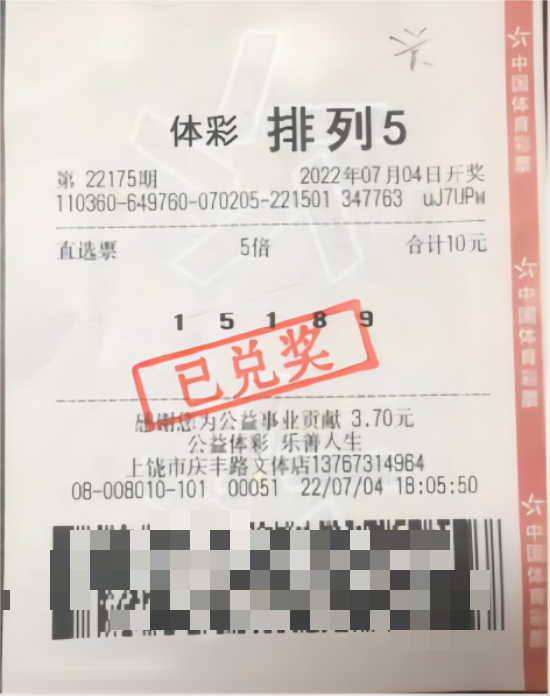 体彩 排列5
第 22175期 2022年07月04日开奖
110360-649760-070205-221501 347763 uJ7UPw
直选票 5倍 合计10元
1 5 1 8 9
已兑奖
感谢您为公益事业贡献 3.70元
公益体彩 乐善人生
上饶市庆丰路文体店13767314964
08-008010-101 00051 22/07/04 18:05:50
中国体育彩票
中国体育彩票
中国体育彩票